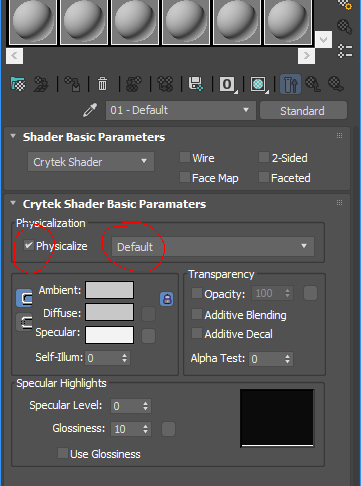 01 - Default Standard
Shader Basic Parameters
Crytek Shader Wire 2-Sided
Face Map Faceted
Crytek Shader Basic Paramaters
Physicalization
Physicalize Default
Transparency
Ambient: Opacity: 100
Diffuse: Additive Blending
Specular: Additive Decal
Self-Illum: 0 Alpha Test: 0
Specular Highlights
Specular Level: 0
Glossiness: 10
Use Glossiness